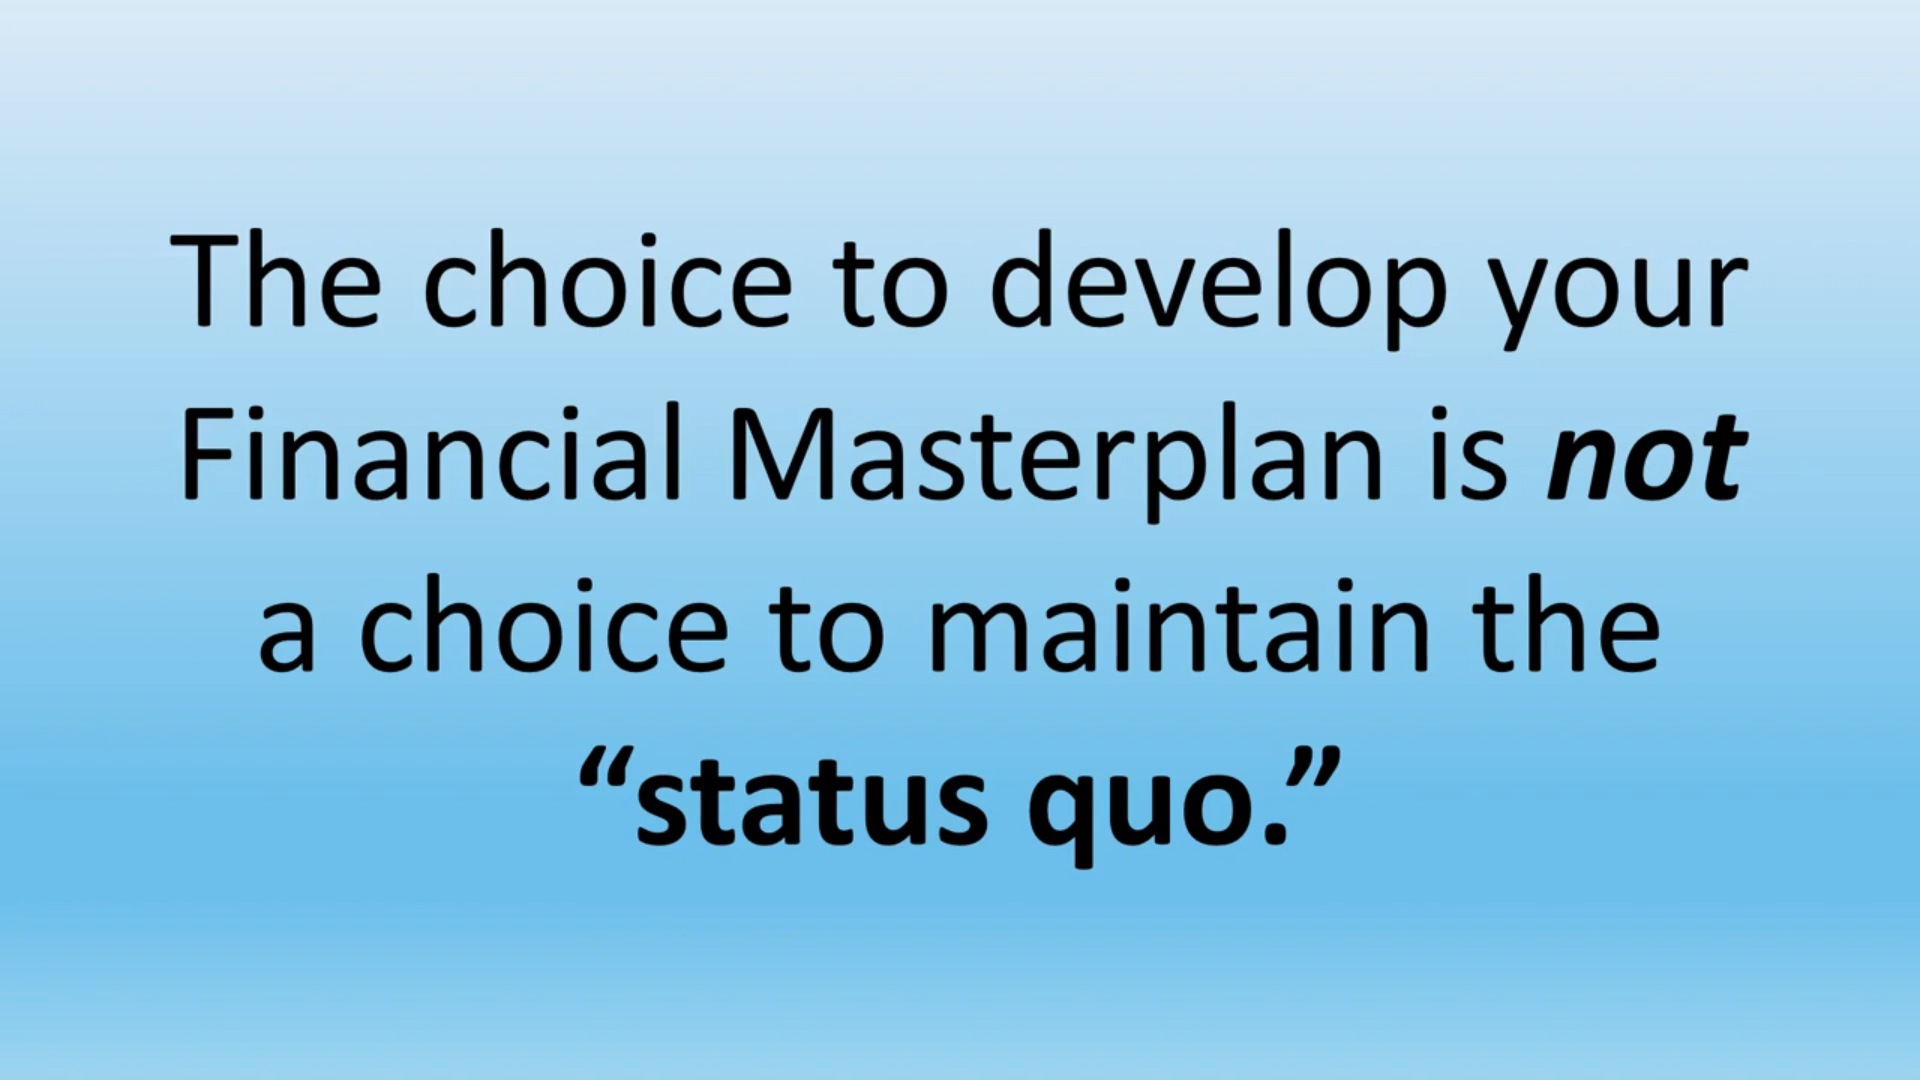 The choice to develop your
Financial Masterplan is not
a choice to maintain the
“status quo.”